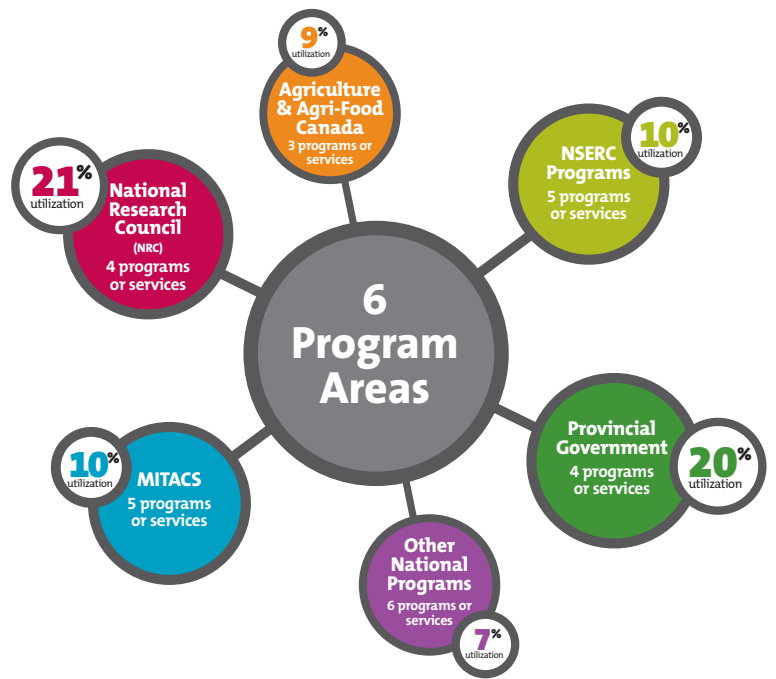 6
Program
Areas
9%
utilization
Agriculture
& Agri-Food
Canada
3 programs or
services
10%
utilization
NSERC
Programs
5 programs
or services
20%
utilization
Provincial
Government
4 programs
or services
7%
utilization
Other
National
Programs
6 programs or
services
10%
utilization
MITACS
5 programs
or services
21%
utilization
National
Research
Council
(NRC)
4 programs
or services